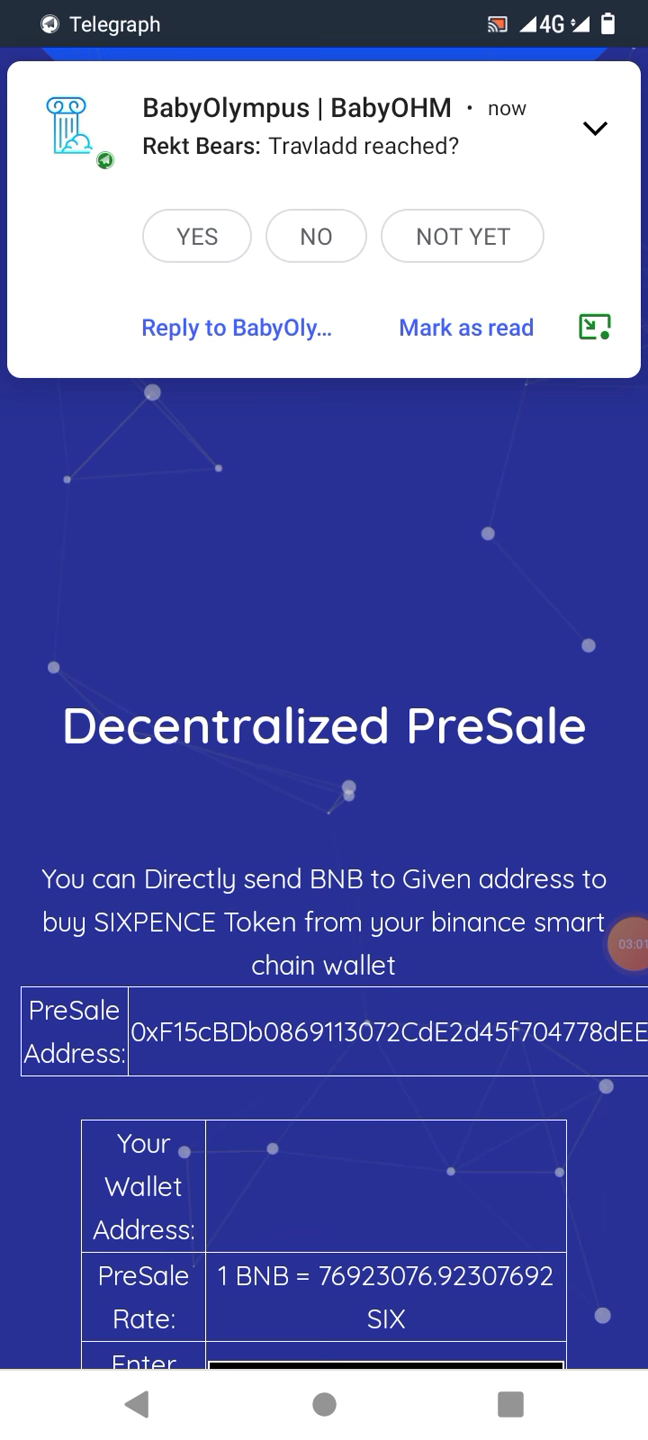 Telegraph 4G
BabyOlympus | BabyOHM • now
Rekt Bears: Travladd reached?
YES NO NOT YET
Reply to BabyOly... Mark as read
Decentralized PreSale
You can Directly send BNB to Given address to
buy SIXPENCE Token from your binance smart
chain wallet
03:01
PreSale
Address:
0xF15cBDb0869113072CdE2d45f704778dEE
Your
Wallet
Address:
PreSale
Rate:
1 BNB = 76923076.92307692
SIX
Enter